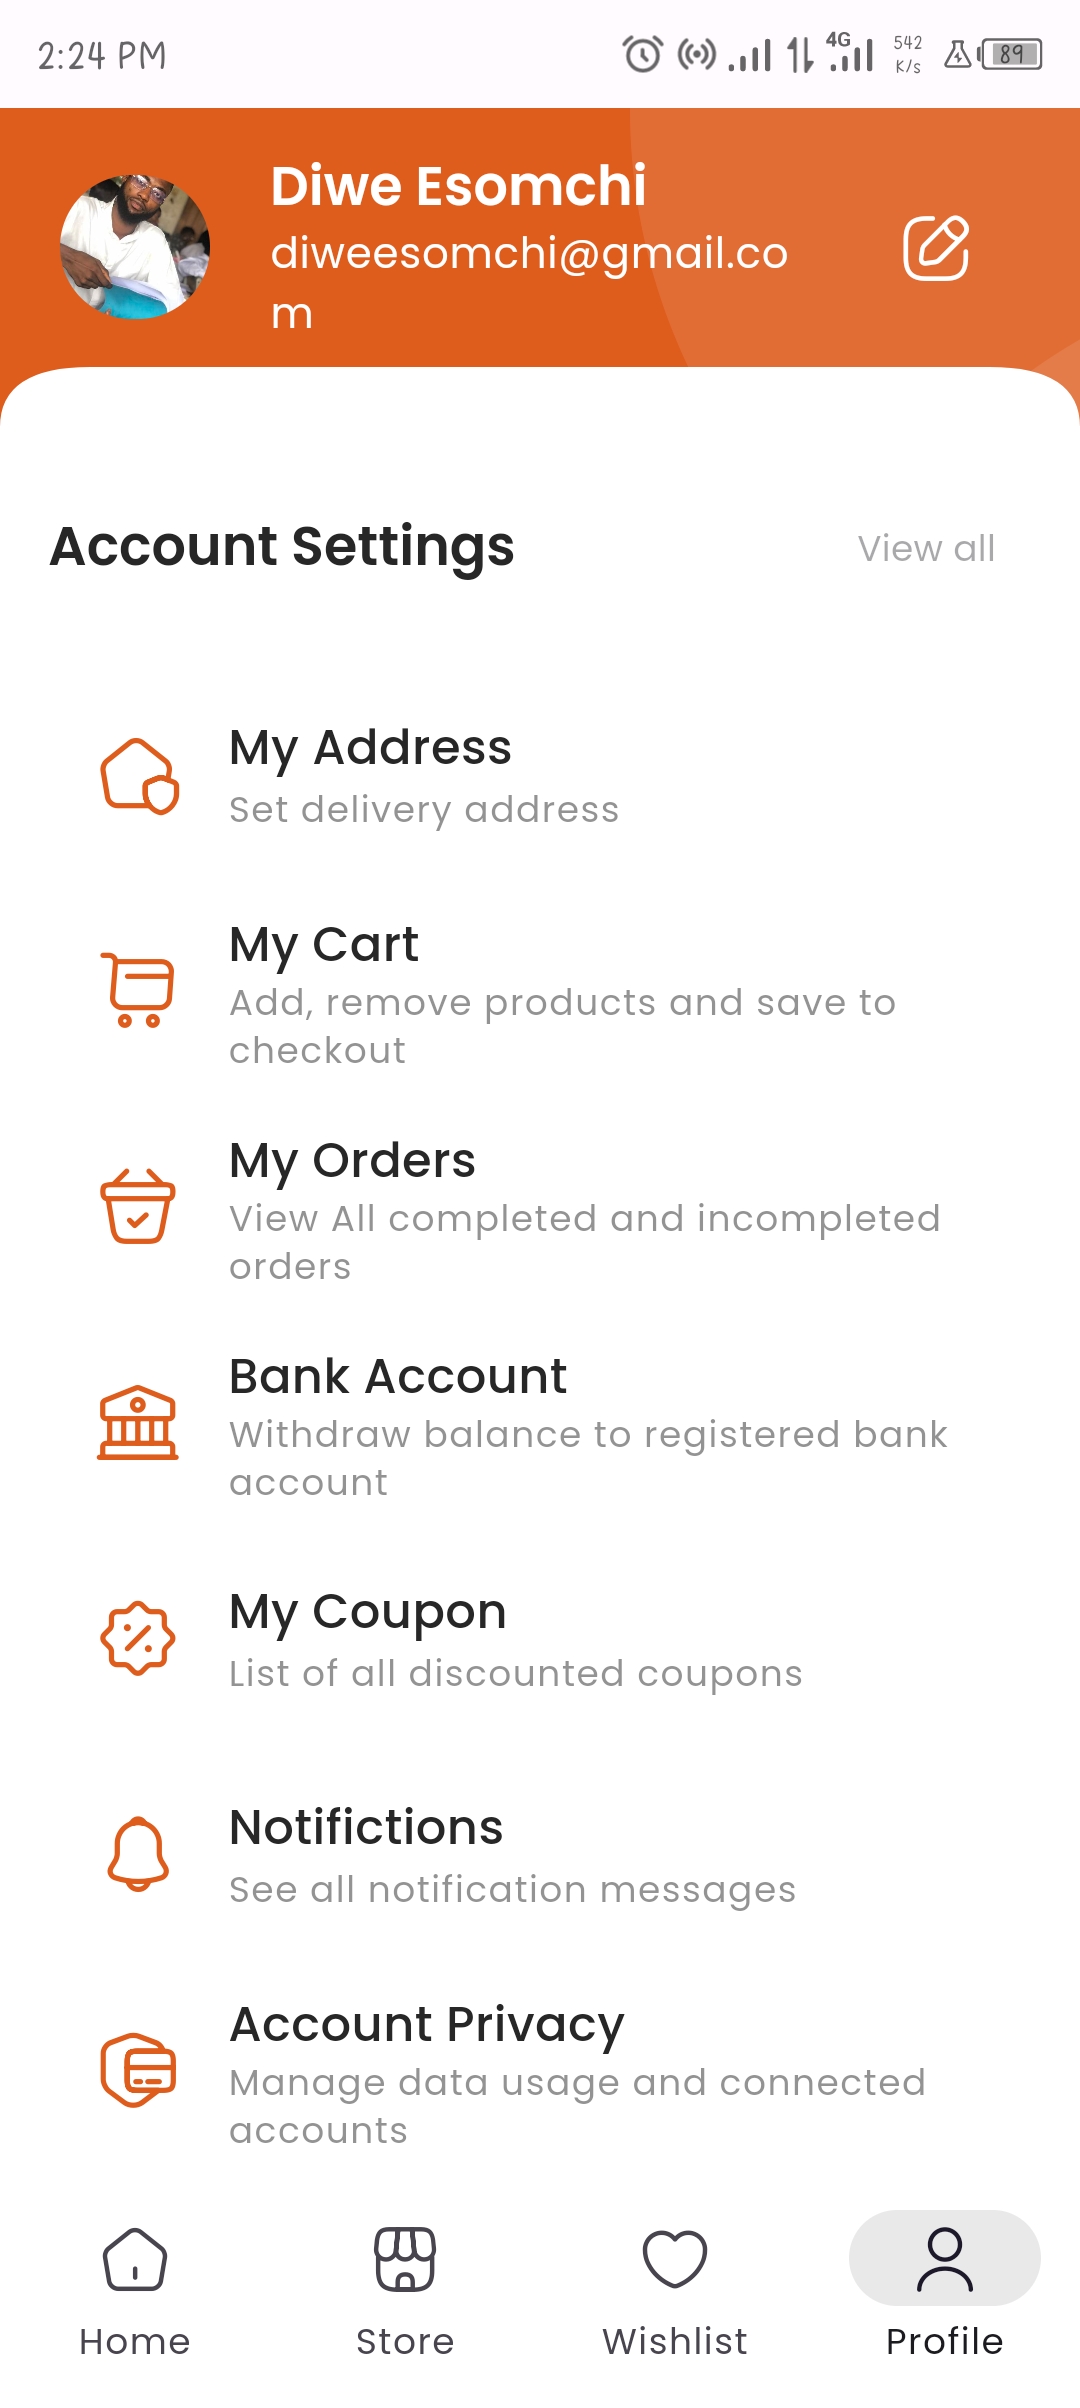 2:24 PM
4G
542
K/s
89
Diwe Esomchi
diweesomchi@gmail.co
m
Account Settings
View all
My Address
Set delivery address
My Cart
Add, remove products and save to
checkout
My Orders
View All completed and incompleted
orders
Bank Account
Withdraw balance to registered bank
account
My Coupon
List of all discounted coupons
Notifictions
See all notification messages
Account Privacy
Manage data usage and connected
accounts
Home
Store
Wishlist
Profile